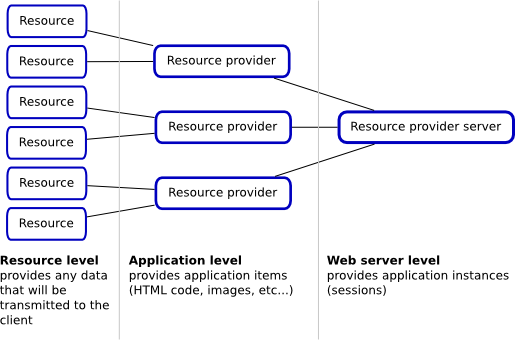 Resource
Resource
Resource provider
Resource
Resource provider
Resource provider server
Resource
Resource
Resource provider
Resource
Resource level
provides any data
that will be
transmitted to the
client
Application level
provides application items
(HTML code, images, etc...)
Web server level
provides application instances
(sessions)